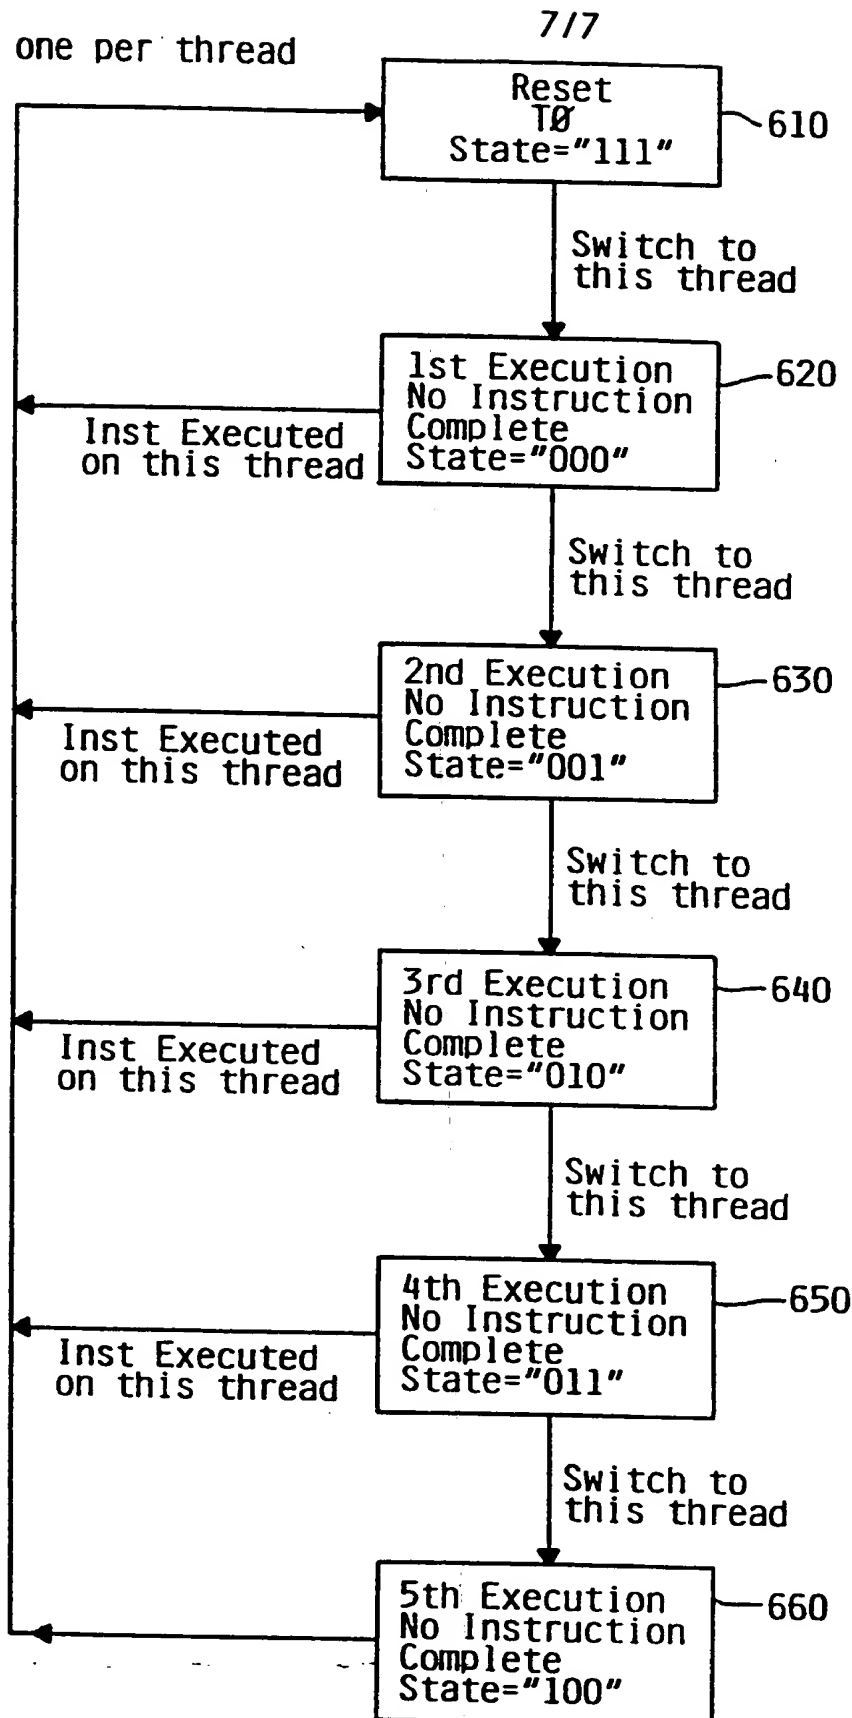 7/7
one per thread
Reset
TØ
State="111"
610
Switch to
this thread
1st Execution
No Instruction
Complete
State="000"
620
Inst Executed
on this thread
Switch to
this thread
2nd Execution
No Instruction
Complete
State="001"
630
Inst Executed
on this thread
Switch to
this thread
3rd Execution
No Instruction
Complete
State="010"
640
Inst Executed
on this thread
Switch to
this thread
4th Execution
No Instruction
Complete
State="011"
650
Inst Executed
on this thread
Switch to
this thread
5th Execution
No Instruction
Complete
State="100"
660